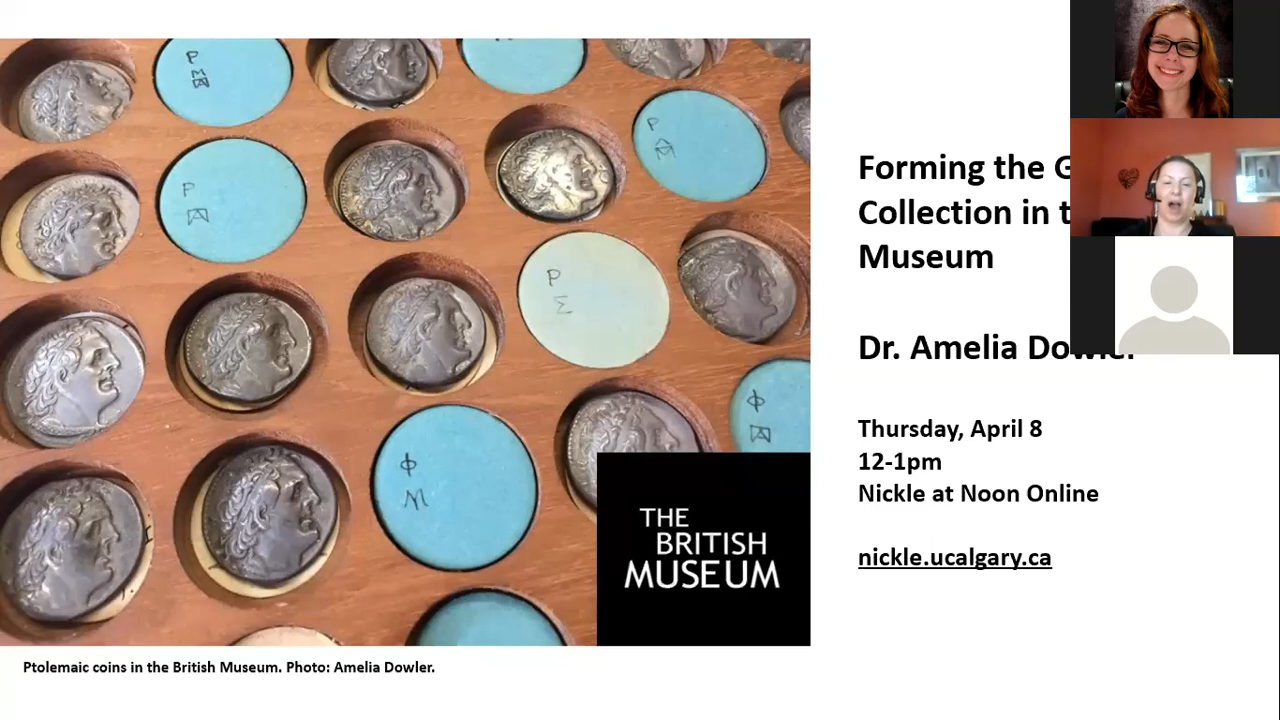 P
M
P
P
P
Σ
Φ
Φ
M
THE
BRITISH
MUSEUM
Ptolemaic coins in the British Museum. Photo: Amelia Dowler.
Forming the G
Collection in t
Museum
Dr. Amelia Dowler
Thursday, April 8
12-1pm
Nickle at Noon Online
nickle.ucalgary.ca